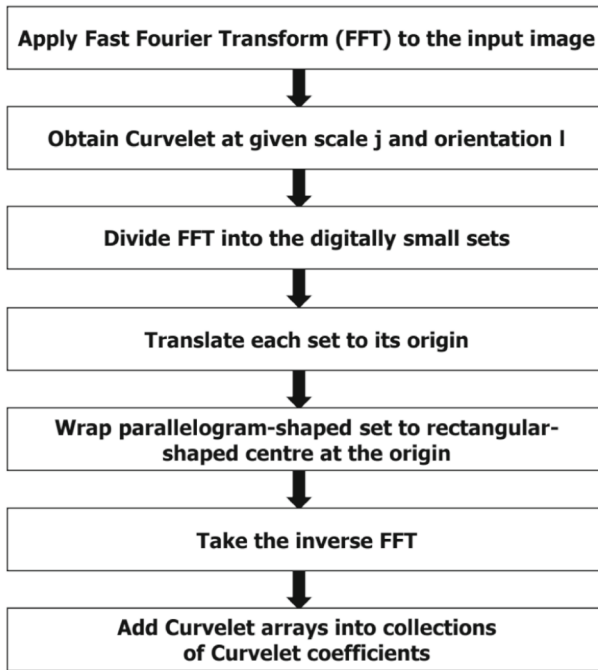 Apply Fast Fourier Transform (FFT) to the input image
Obtain Curvelet at given scale j and orientation l
Divide FFT into the digitally small sets
Translate each set to its origin
Wrap parallelogram-shaped set to rectangular-
shaped centre at the origin
Take the inverse FFT
Add Curvelet arrays into collections
of Curvelet coefficients